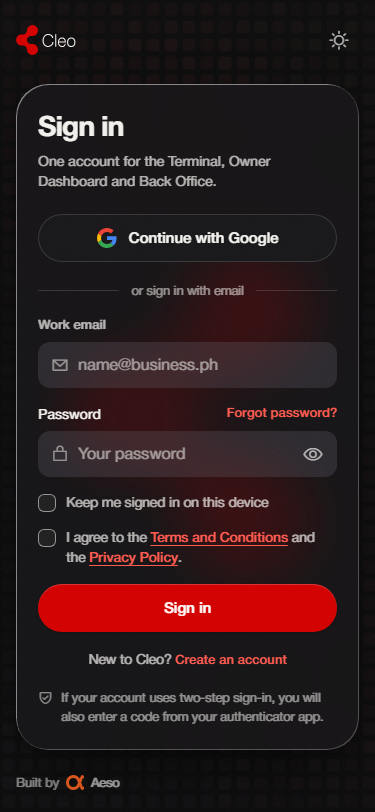 Cleo
Sign in
One account for the Terminal, Owner
Dashboard and Back Office.
Continue with Google
or sign in with email
Work email
name@business.ph
Password Forgot password?
Your password
Keep me signed in on this device
I agree to the Terms and Conditions and
the Privacy Policy.
Sign in
New to Cleo? Create an account
If your account uses two-step sign-in, you will
also enter a code from your authenticator app.
Built by Aeso